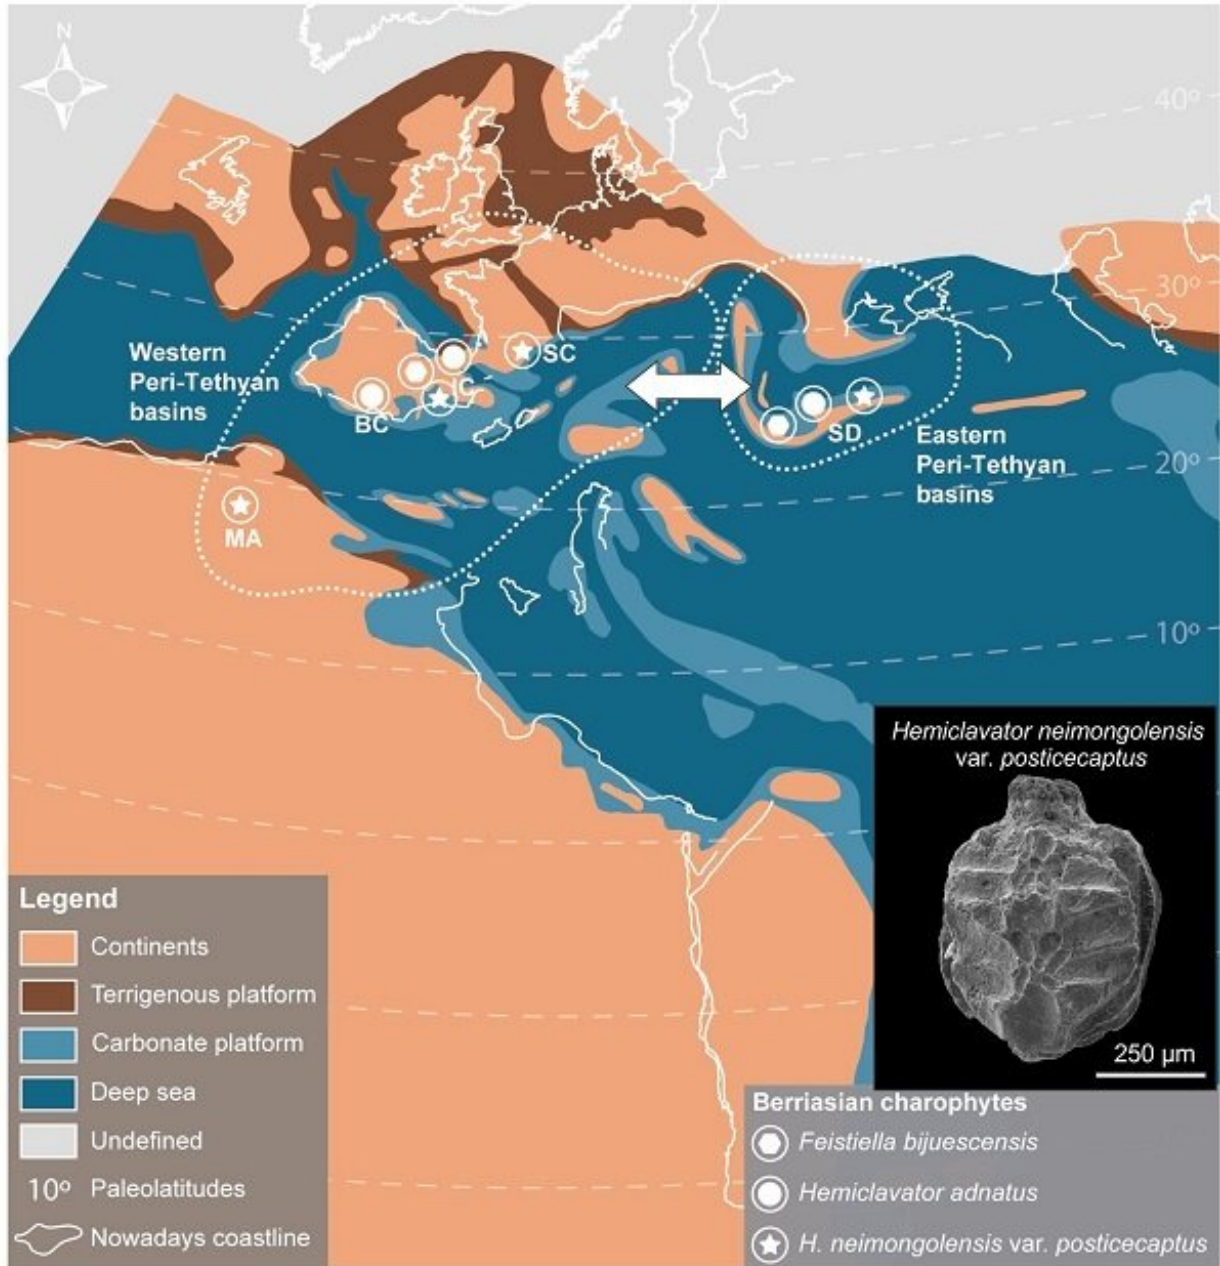 N
40º
30º
Western
Peri-Tethyan
basins
SC
IC
BC
SD
Eastern
Peri-Tethyan
basins
20º
MA
10º
Hemiclavator neimongolensis
var. posticecaptus
250 µm
Legend
Continents
Terrigenous platform
Carbonate platform
Deep sea
Undefined
10º Paleolatitudes
Nowadays coastline
Berriasian charophytes
Feistiella bijuescensis
Hemiclavator adnatus
H. neimongolensis var. posticecaptus